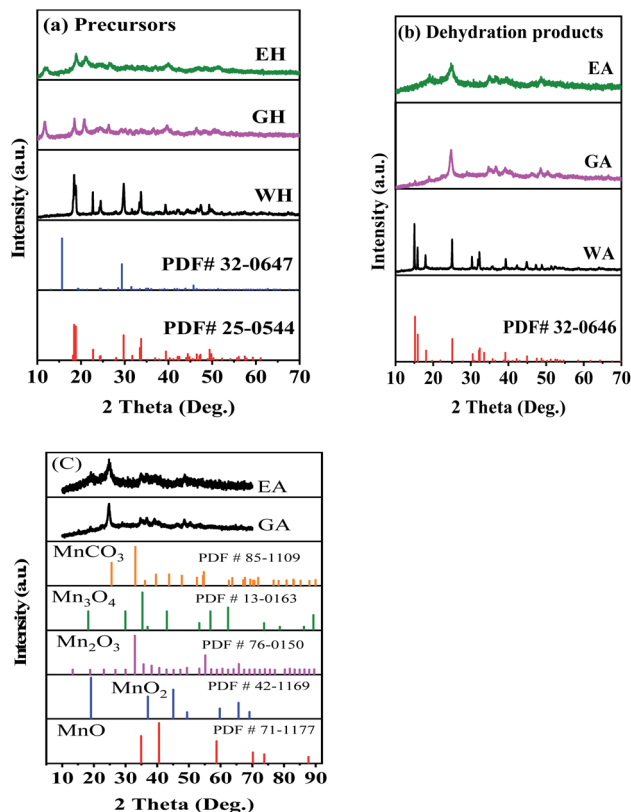 (a) Precursors
EH
GH
WH
PDF# 32-0647
PDF# 25-0544
Intensity (a.u.)
10 20 30 40 50 60 70
2 Theta (Deg.)
(b) Dehydration products
EA
GA
WA
PDF# 32-0646
Intensity (a.u.)
10 20 30 40 50 60 70
2 Theta (Deg.)
(C)
EA
GA
MnCO3 PDF # 85-1109
Mn3O4 PDF # 13-0163
Mn2O3 PDF # 76-0150
MnO2 PDF # 42-1169
MnO PDF # 71-1177
Intensity (a.u.)
10 20 30 40 50 60 70 80 90
2 Theta (Deg.)